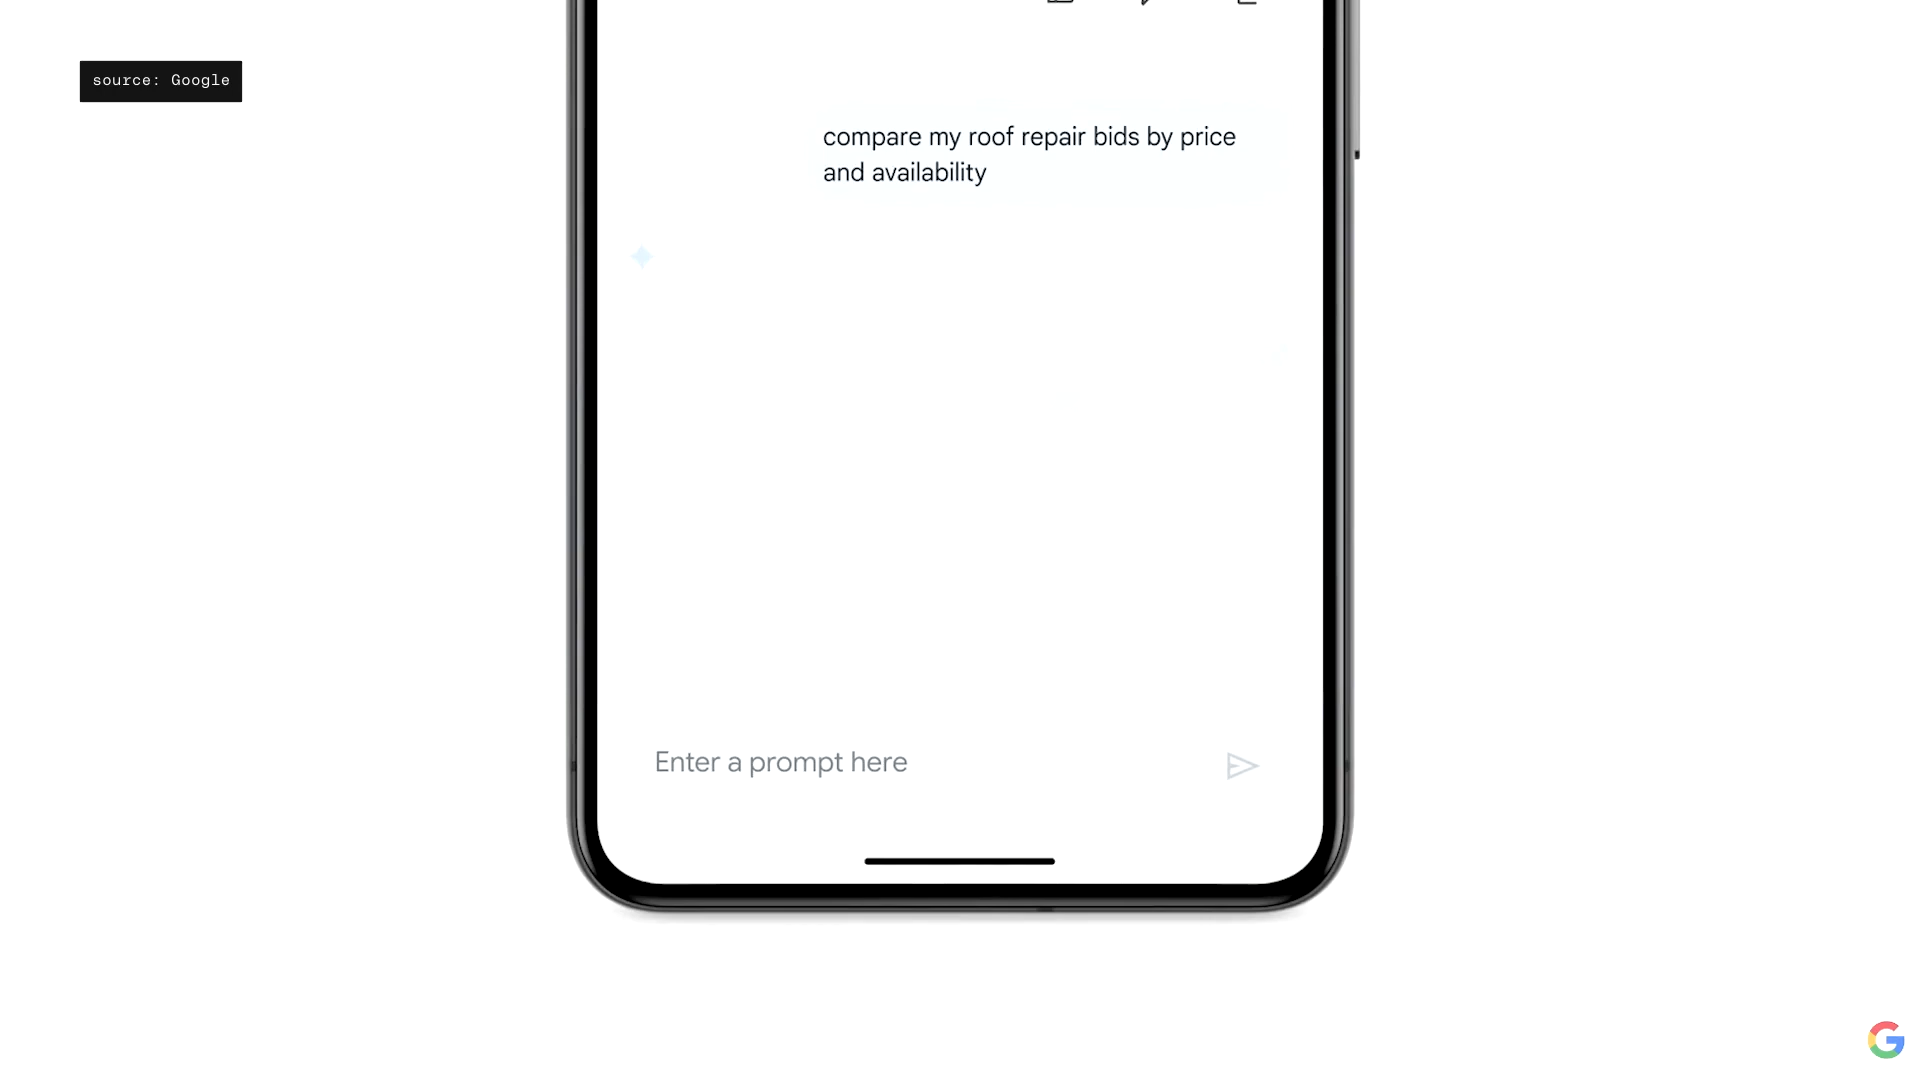 source: Google
compare my roof repair bids by price
and availability
Enter a prompt here